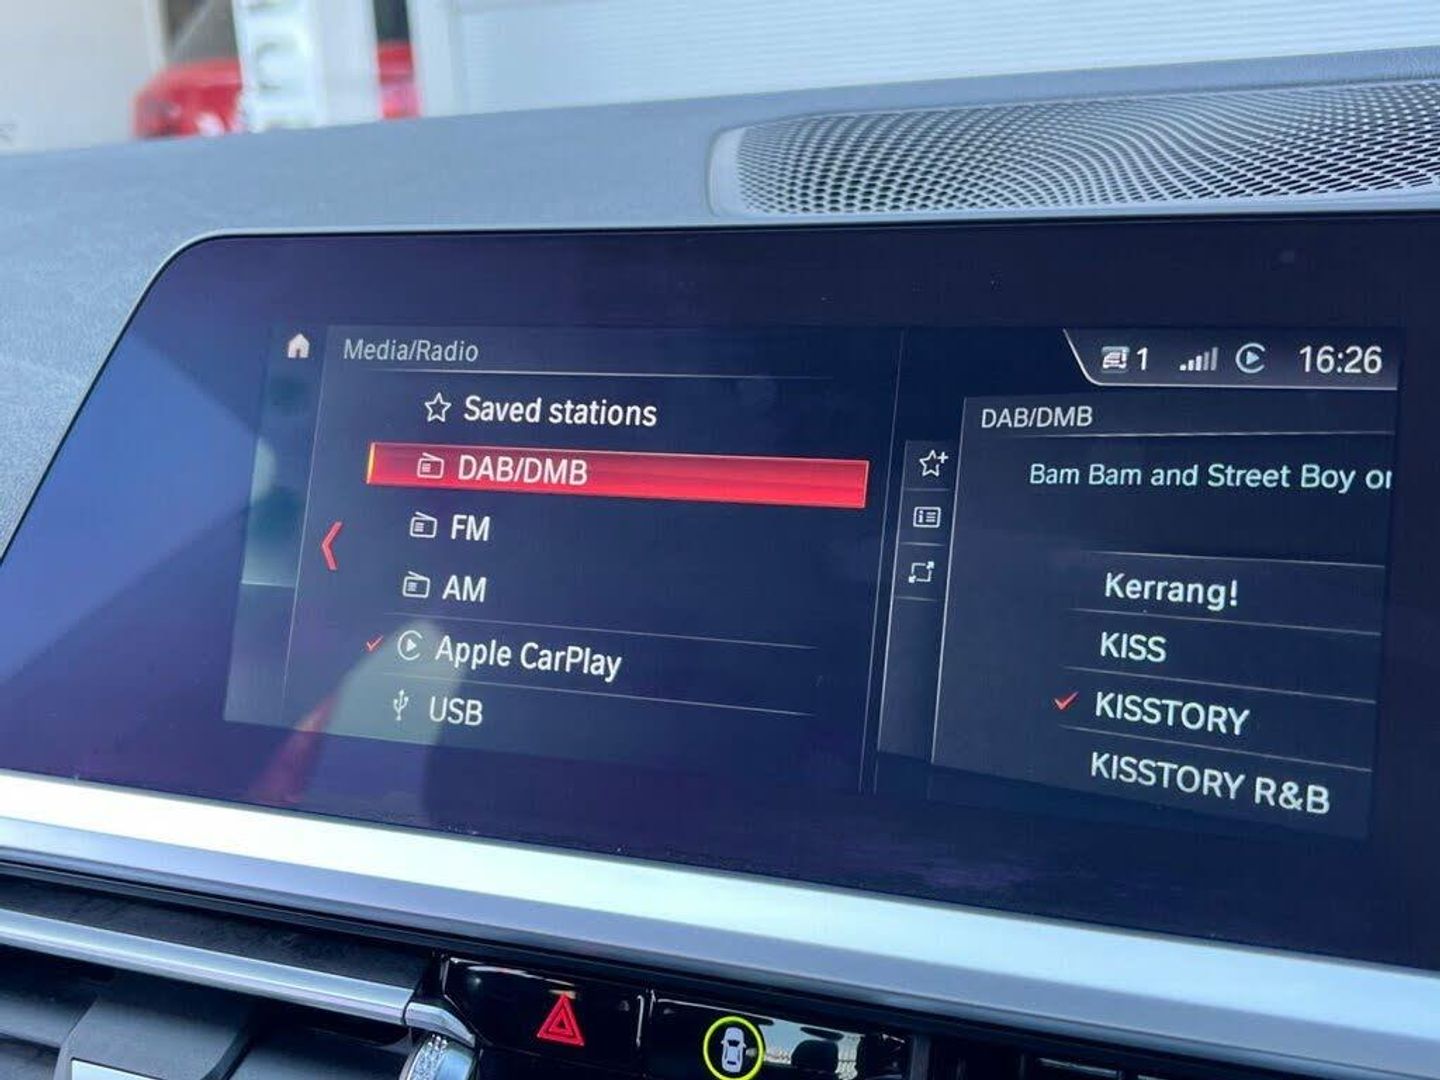 Media/Radio
Saved stations
DAB/DMB
FM
AM
Apple CarPlay
USB
1
16:26
DAB/DMB
Bam Bam and Street Boy or
Kerrang!
KISS
KISSTORY
KISSTORY R&B